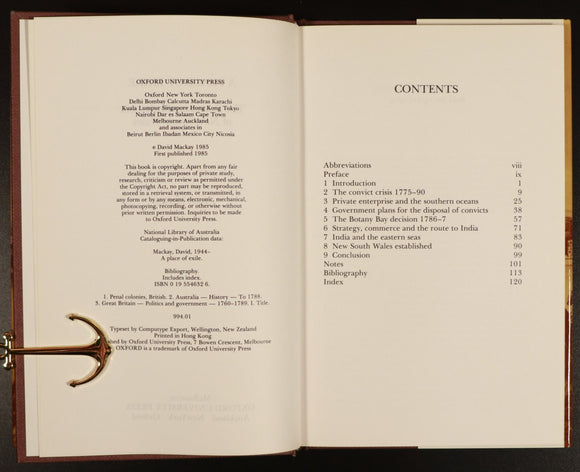 OXFORD UNIVERSITY PRESS
Oxford New York Toronto
Delhi Bombay Calcutta Madras Karachi
Kuala Lumpur Singapore Hong Kong Tokyo
Nairobi Dar es Salaam Cape Town
Melbourne Auckland
and associates in
Beirut Berlin Ibadan Mexico City Nicosia
© David Mackay 1985
First published 1985
This book is copyright. Apart from any fair
dealing for the purposes of private study,
research, criticism or review as permitted under
the Copyright Act, no part may be reproduced,
stored in a retrieval system, or transmitted, in
any form or by any means, electronic, mechanical,
photocopying, recording, or otherwise without
prior written permission. Inquiries to be made
to Oxford University Press.
National Library of Australia
Cataloguing-in-Publication data:
Mackay, David, 1944–
A place of exile.
Bibliography.
Includes index.
ISBN 0 19 554632 6.
1. Penal colonies, British. 2. Australia — History — To 1788.
3. Great Britain — Politics and government — 1760–1789. I. Title.
994.01
Typeset by Computype Export, Wellington, New Zealand
Printed in Hong Kong
by Oxford University Press, 7 Bowen Crescent, Melbourne
OXFORD is a trademark of Oxford University Press
CONTENTS
Abbreviations viii
Preface ix
1 Introduction 1
2 The convict crisis 1775–90 9
3 Private enterprise and the southern oceans 25
4 Government plans for the disposal of convicts 38
5 The Botany Bay decision 1786–7 57
6 Strategy, commerce and the route to India 71
7 India and the eastern seas 83
8 New South Wales established 90
9 Conclusion 99
Notes 101
Bibliography 113
Index 120